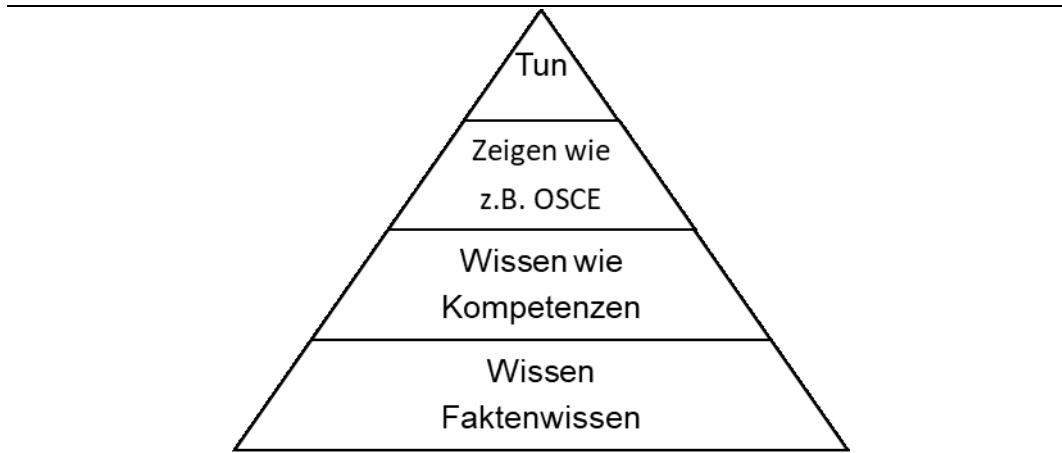 Tun
Zeigen wie
z.B. OSCE
Wissen wie
Kompetenzen
Wissen
Faktenwissen